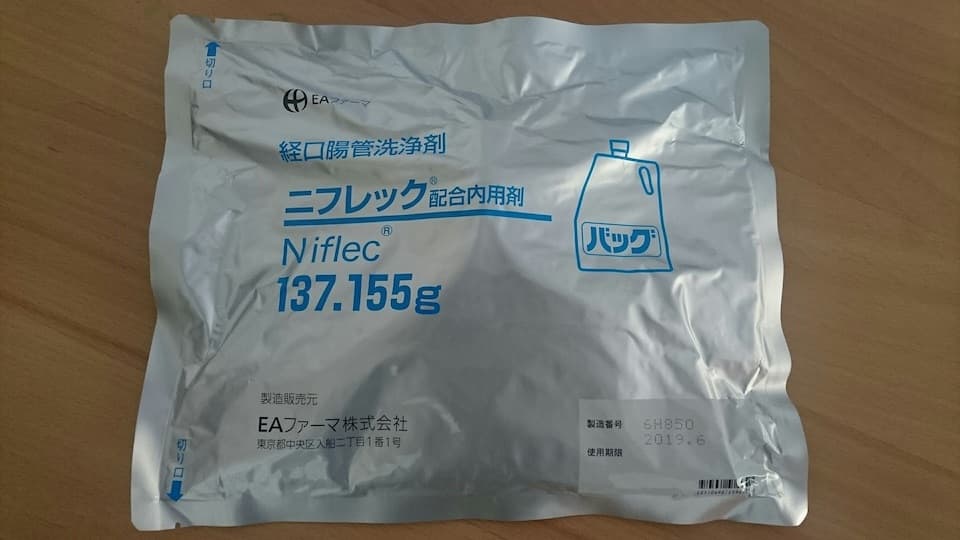 切り口
EAファーマ
経口腸管洗浄剤
ニフレック®配合内用剤
Niflec®
137.155g
バッグ
製造販売元
EAファーマ株式会社
東京都中央区入船二丁目1番1号
切り口
製造番号 6H850
2019.6
使用期限